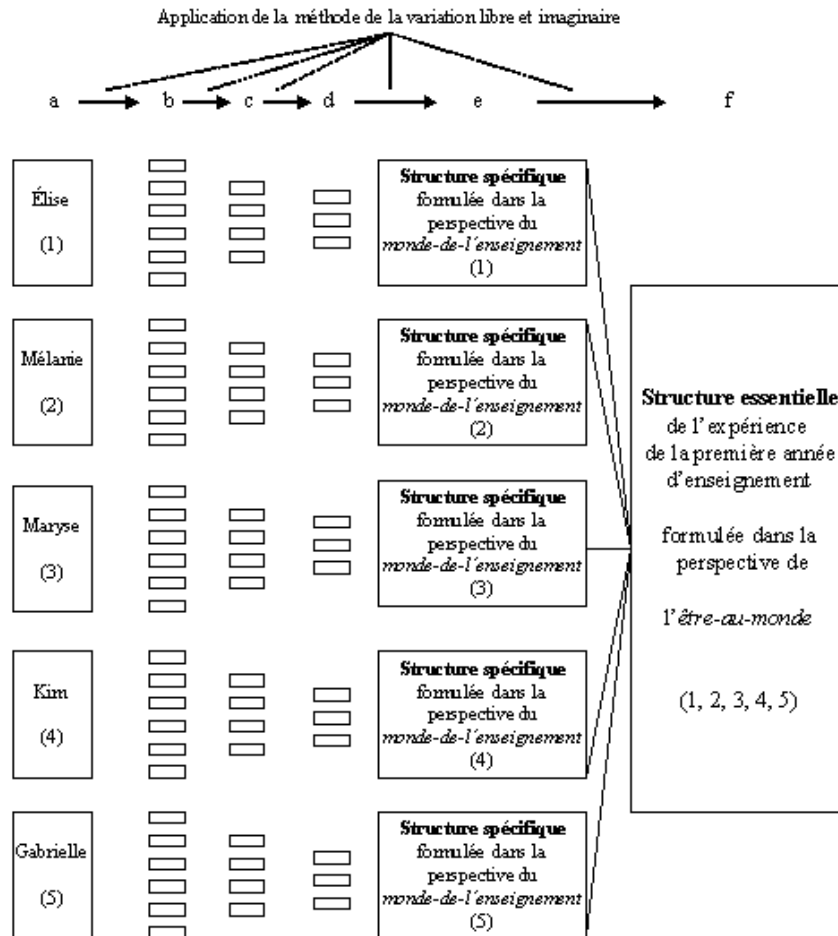 Application de la méthode de la variation libre et imaginaire
a b c d e f
Élise
(1)
Structure spécifique
formulée dans la
perspective du
monde-de-l'enseignement
(1)
Mélanie
(2)
Structure spécifique
formulée dans la
perspective du
monde-de-l'enseignement
(2)
Maryse
(3)
Structure spécifique
formulée dans la
perspective du
monde-de-l'enseignement
(3)
Kim
(4)
Structure spécifique
formulée dans la
perspective du
monde-de-l'enseignement
(4)
Gabrielle
(5)
Structure spécifique
formulée dans la
perspective du
monde-de-l'enseignement
(5)
Structure essentielle
de l'expérience
de la première année
d'enseignement
formulée dans la
perspective de
l'être-au-monde
(1, 2, 3, 4, 5)